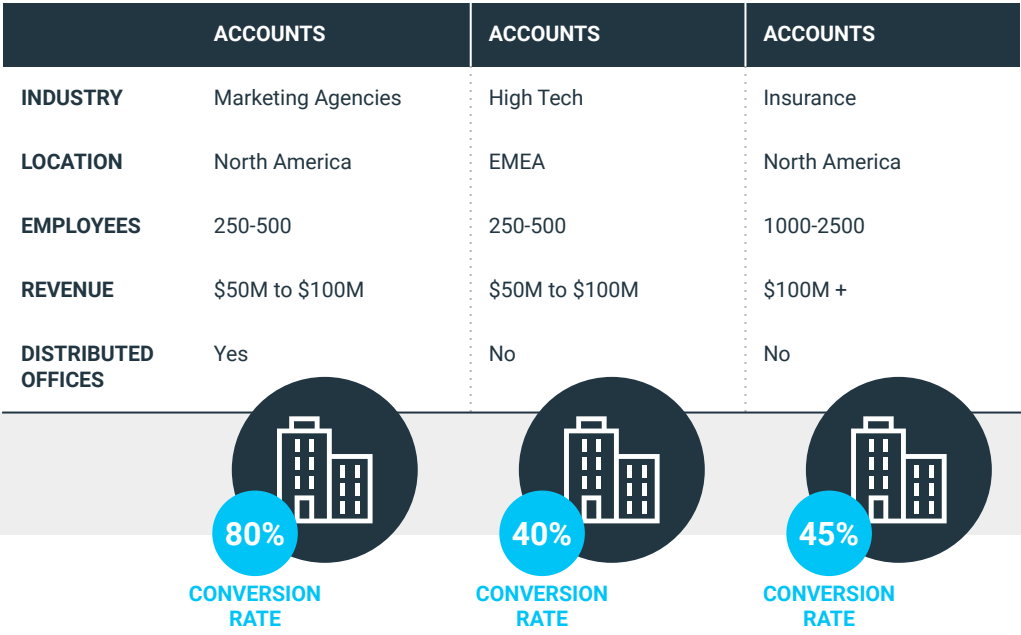 ACCOUNTS ACCOUNTS ACCOUNTS
INDUSTRY Marketing Agencies High Tech Insurance
LOCATION North America EMEA North America
EMPLOYEES 250-500 250-500 1000-2500
REVENUE $50M to $100M $50M to $100M $100M +
DISTRIBUTED OFFICES Yes No No
80% 40% 45%
CONVERSION RATE CONVERSION RATE CONVERSION RATE